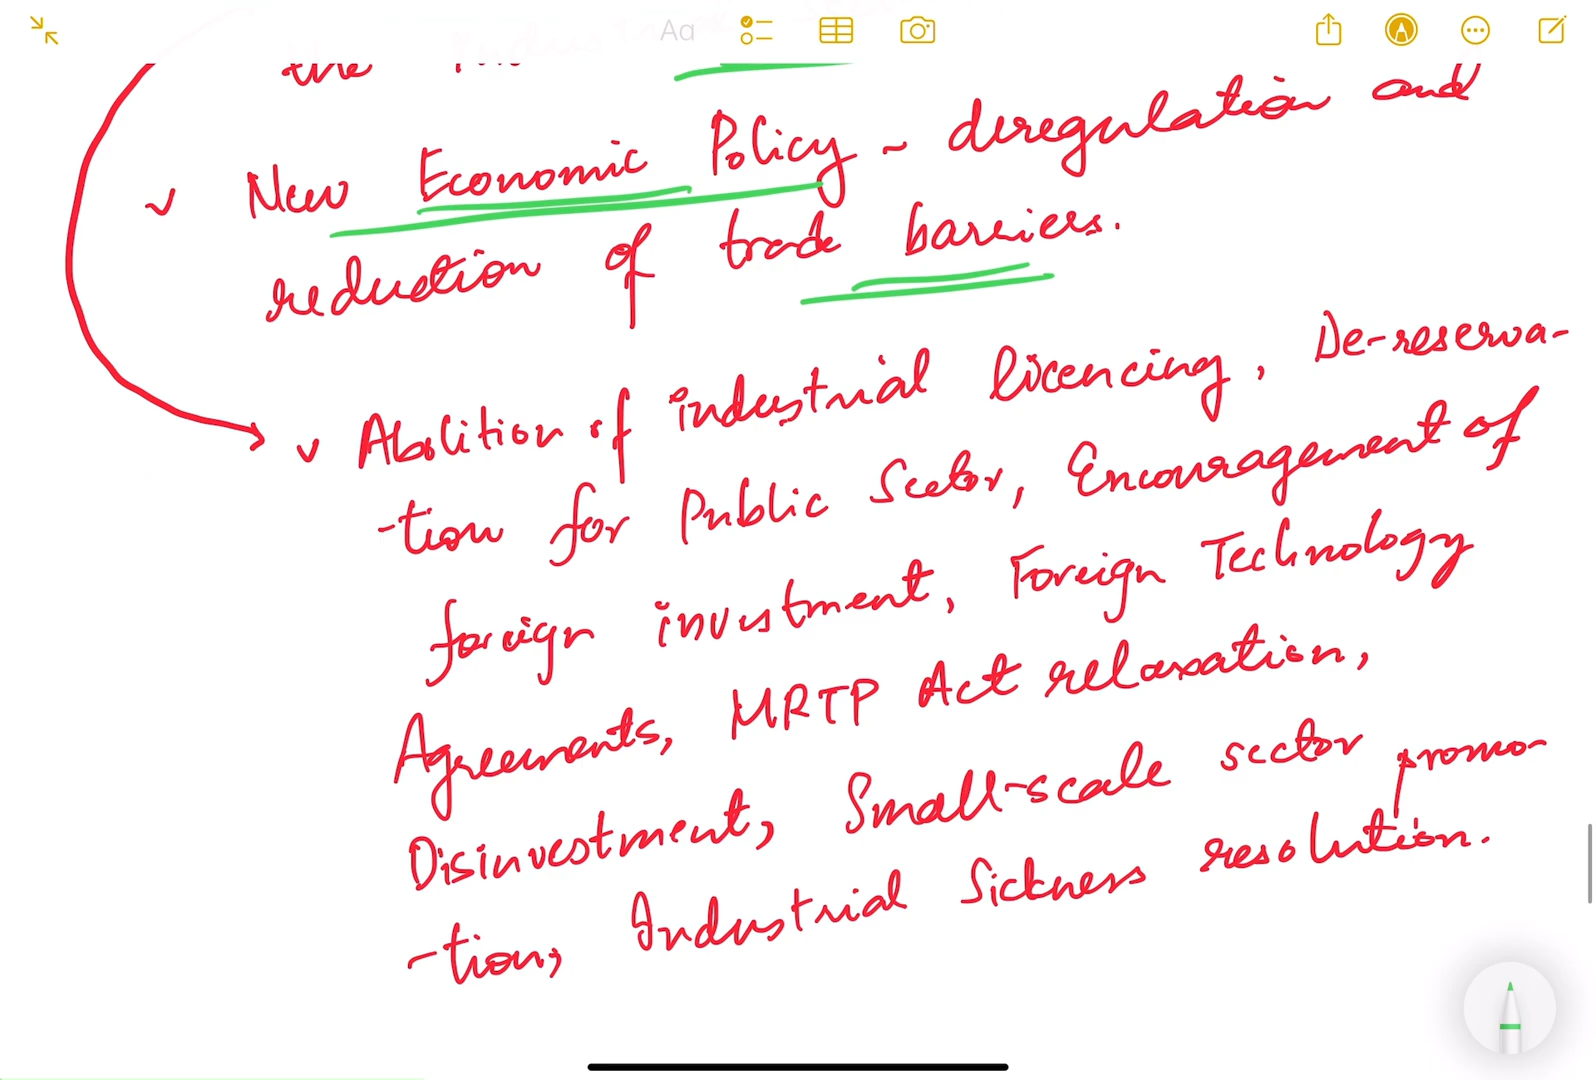 Aa
the
New Economic Policy - deregulation and
reduction of trade barriers.
Abolition of industrial licencing, De-reserva-
-tion for Public Sector, Encouragement of
foreign investment, Foreign Technology
Agreements, MRTP Act relaxation,
Disinvestment, Small-scale sector promo-
-tion, Industrial Sickness resolution.